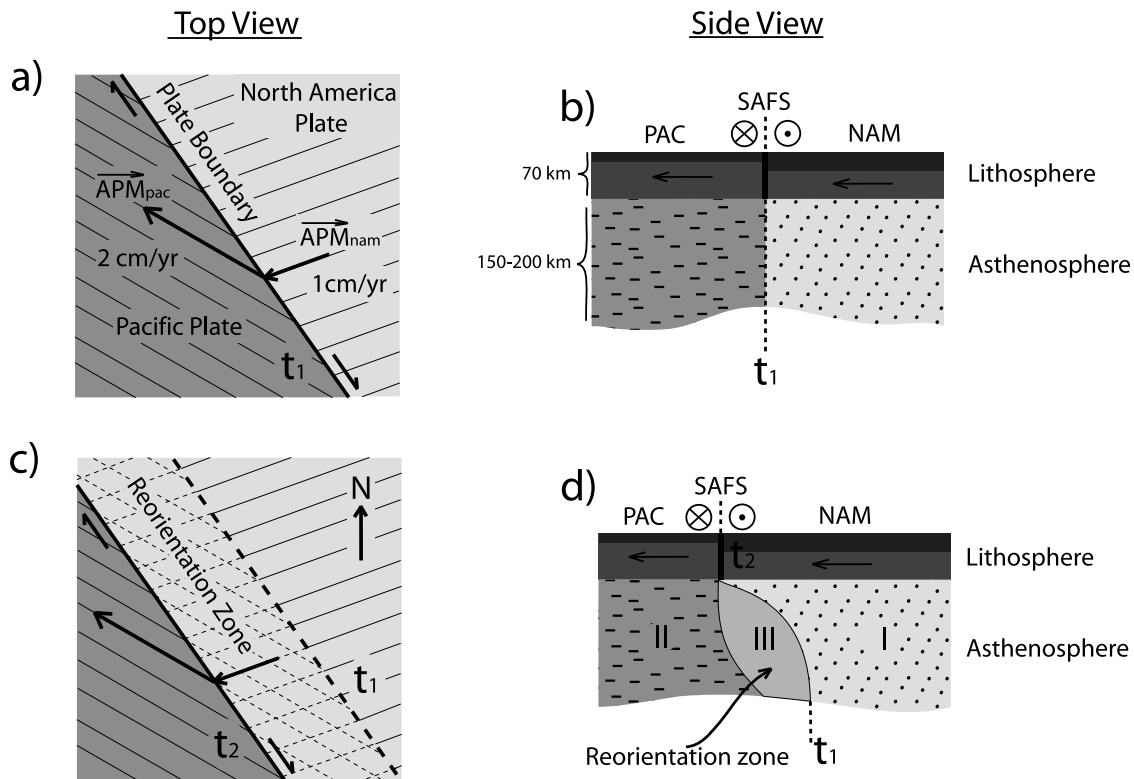 Top View
Side View
a)
North America
Plate
Plate Boundary
APMpac
APMnam
2 cm/yr
1cm/yr
Pacific Plate
t1
b)
SAFS
PAC
NAM
70 km
Lithosphere
150-200 km
Asthenosphere
t1
c)
N
Reorientation Zone
t1
t2
d)
SAFS
PAC
NAM
t2
Lithosphere
II
III
I
Asthenosphere
Reorientation zone
t1